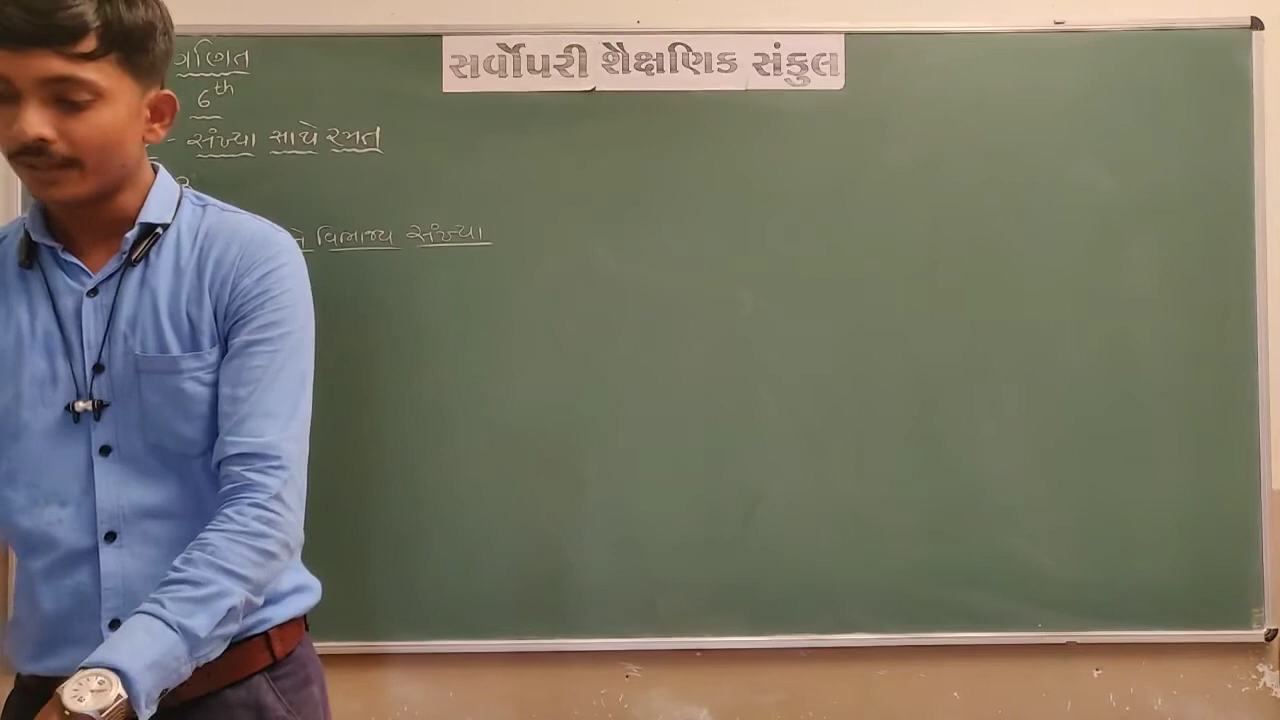 સર્વોપરી શૈક્ષણિક સંકુલ
ગણિત
6th
- સંખ્યા સાથે રમત
વિભાજ્ય સંખ્યા